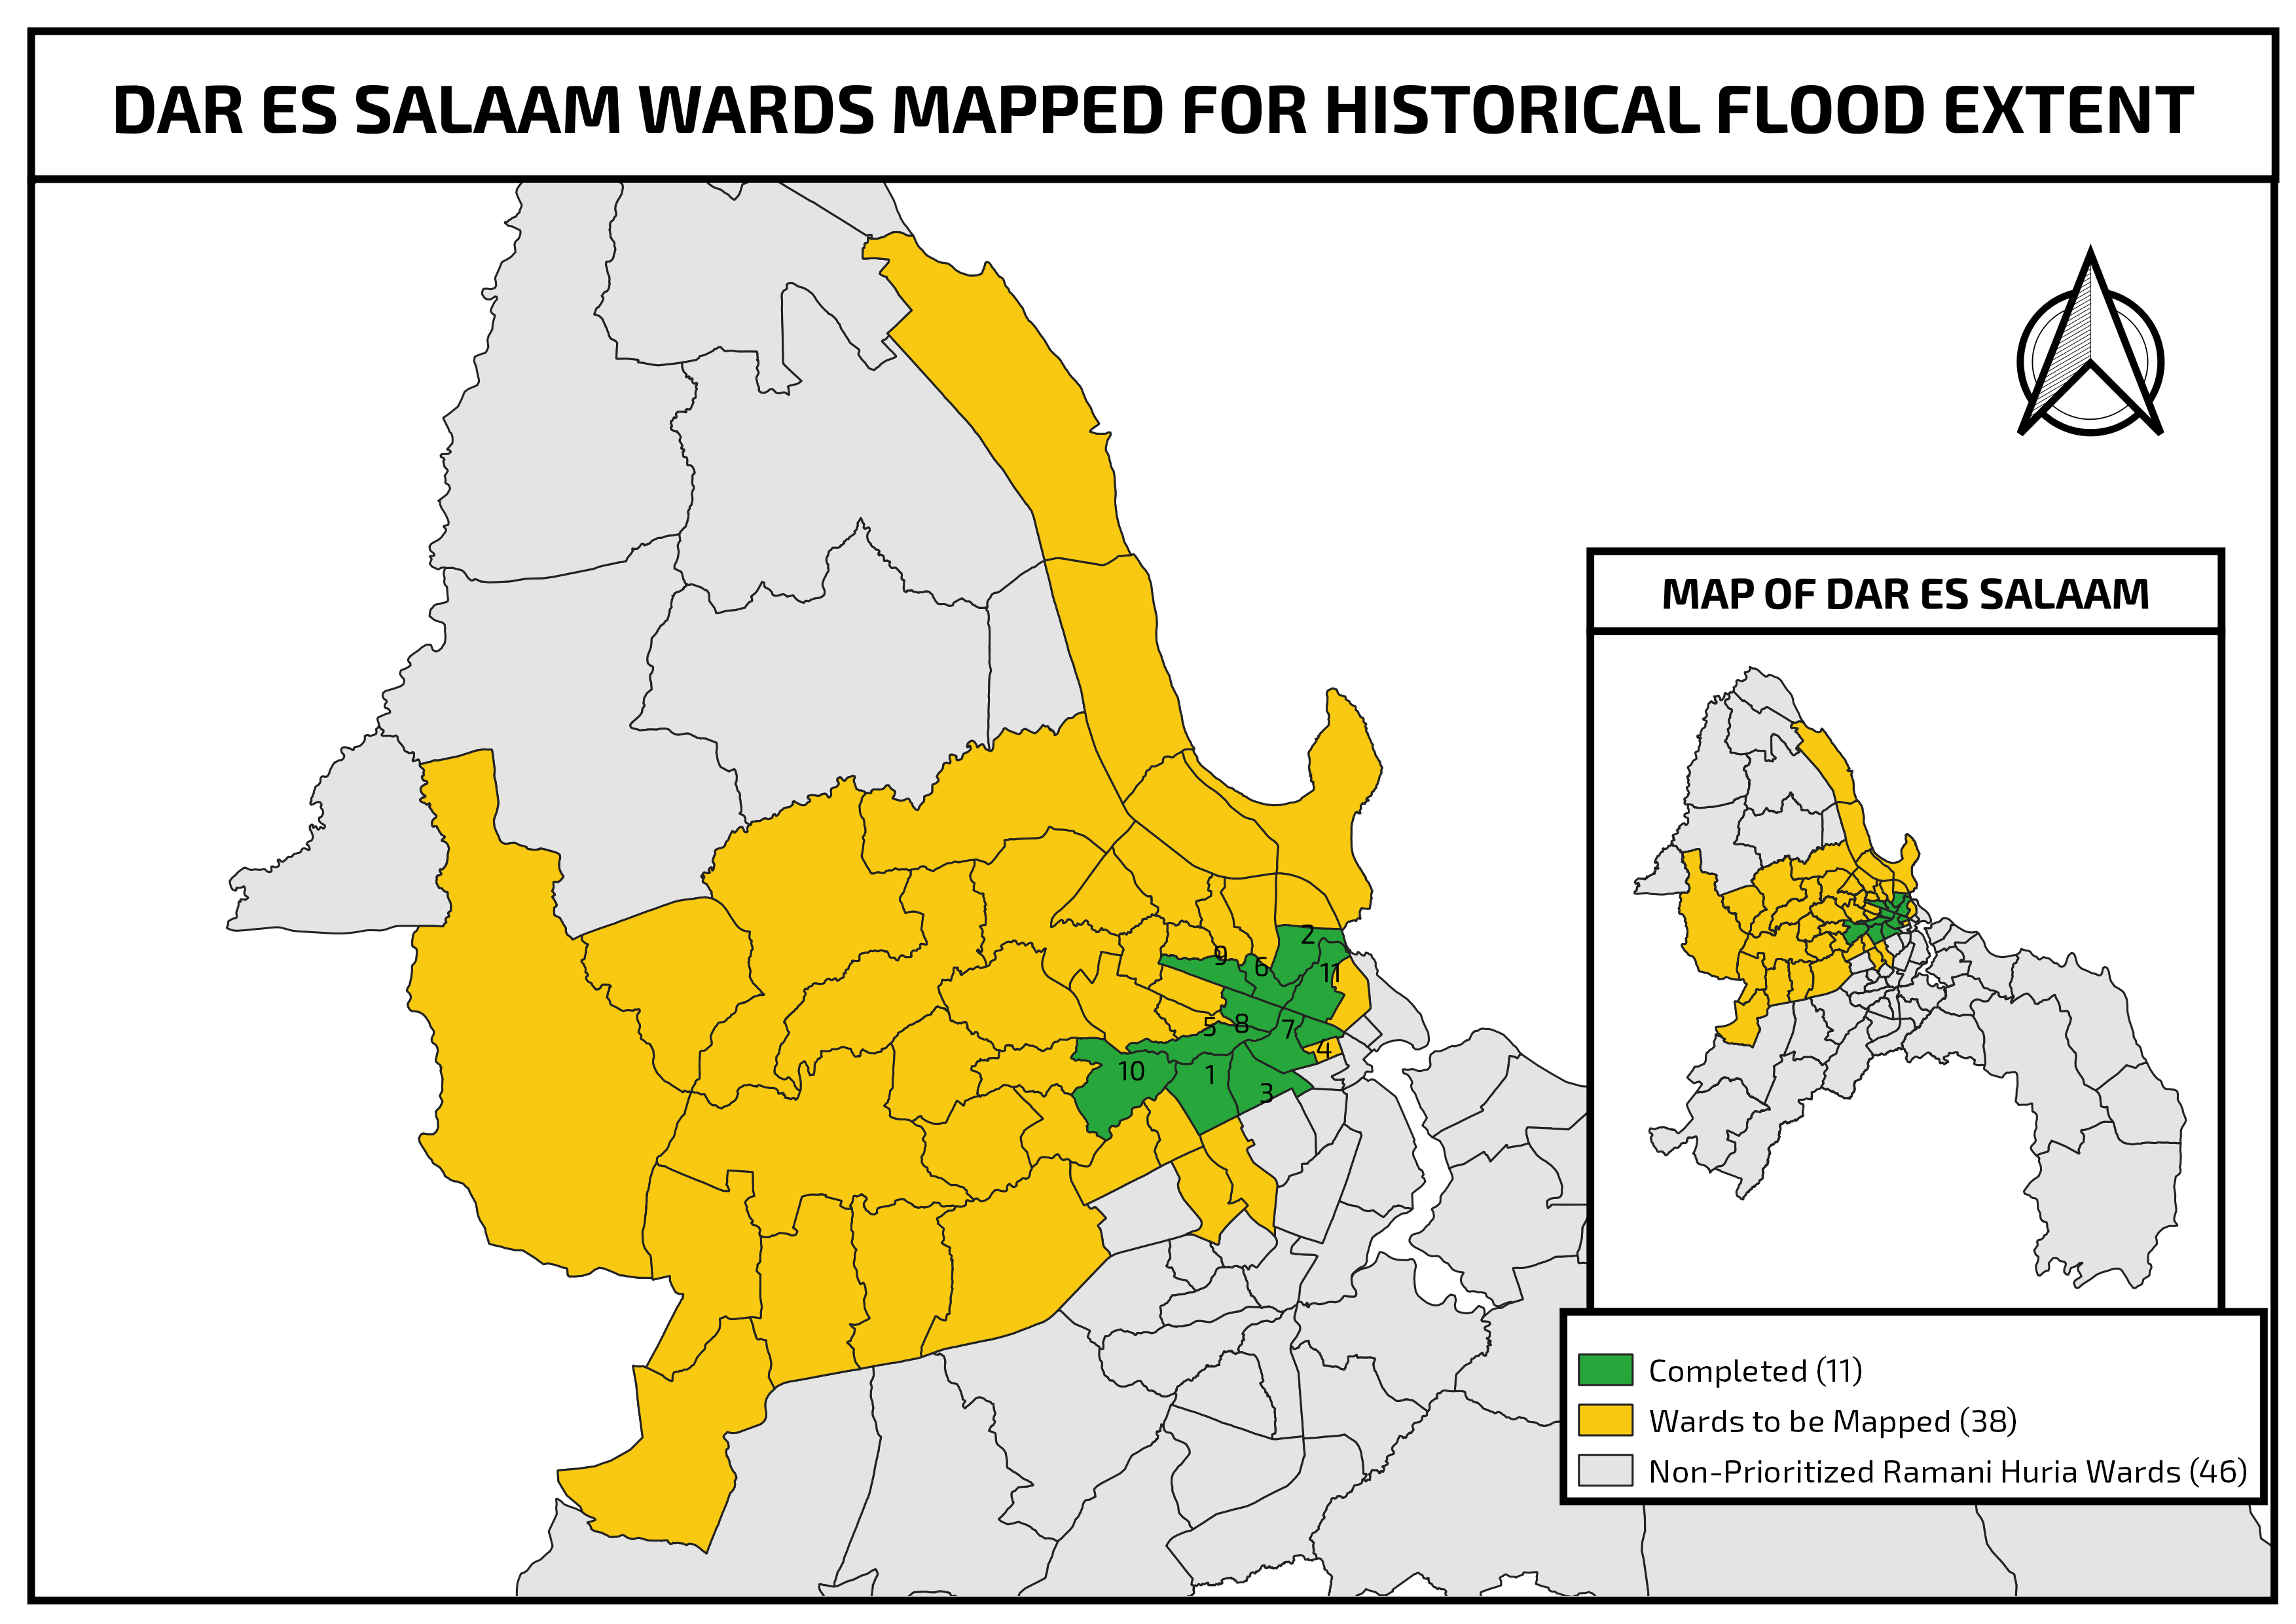 DAR ES SALAAM WARDS MAPPED FOR HISTORICAL FLOOD EXTENT
MAP OF DAR ES SALAAM
2
9
6
11
5
8
7
4
10
1
3
Completed (11)
Wards to be Mapped (38)
Non-Prioritized Ramani Huria Wards (46)